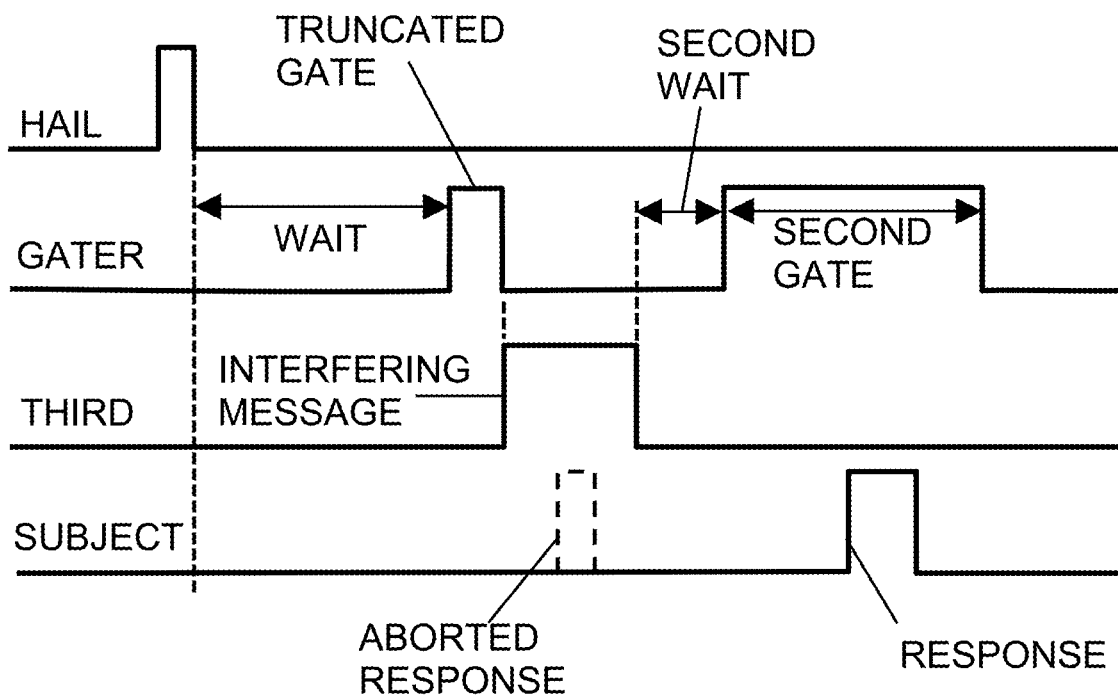 TRUNCATED
GATE
SECOND
WAIT
HAIL
WAIT
SECOND
GATE
GATER
INTERFERING
MESSAGE
THIRD
SUBJECT
ABORTED
RESPONSE
RESPONSE